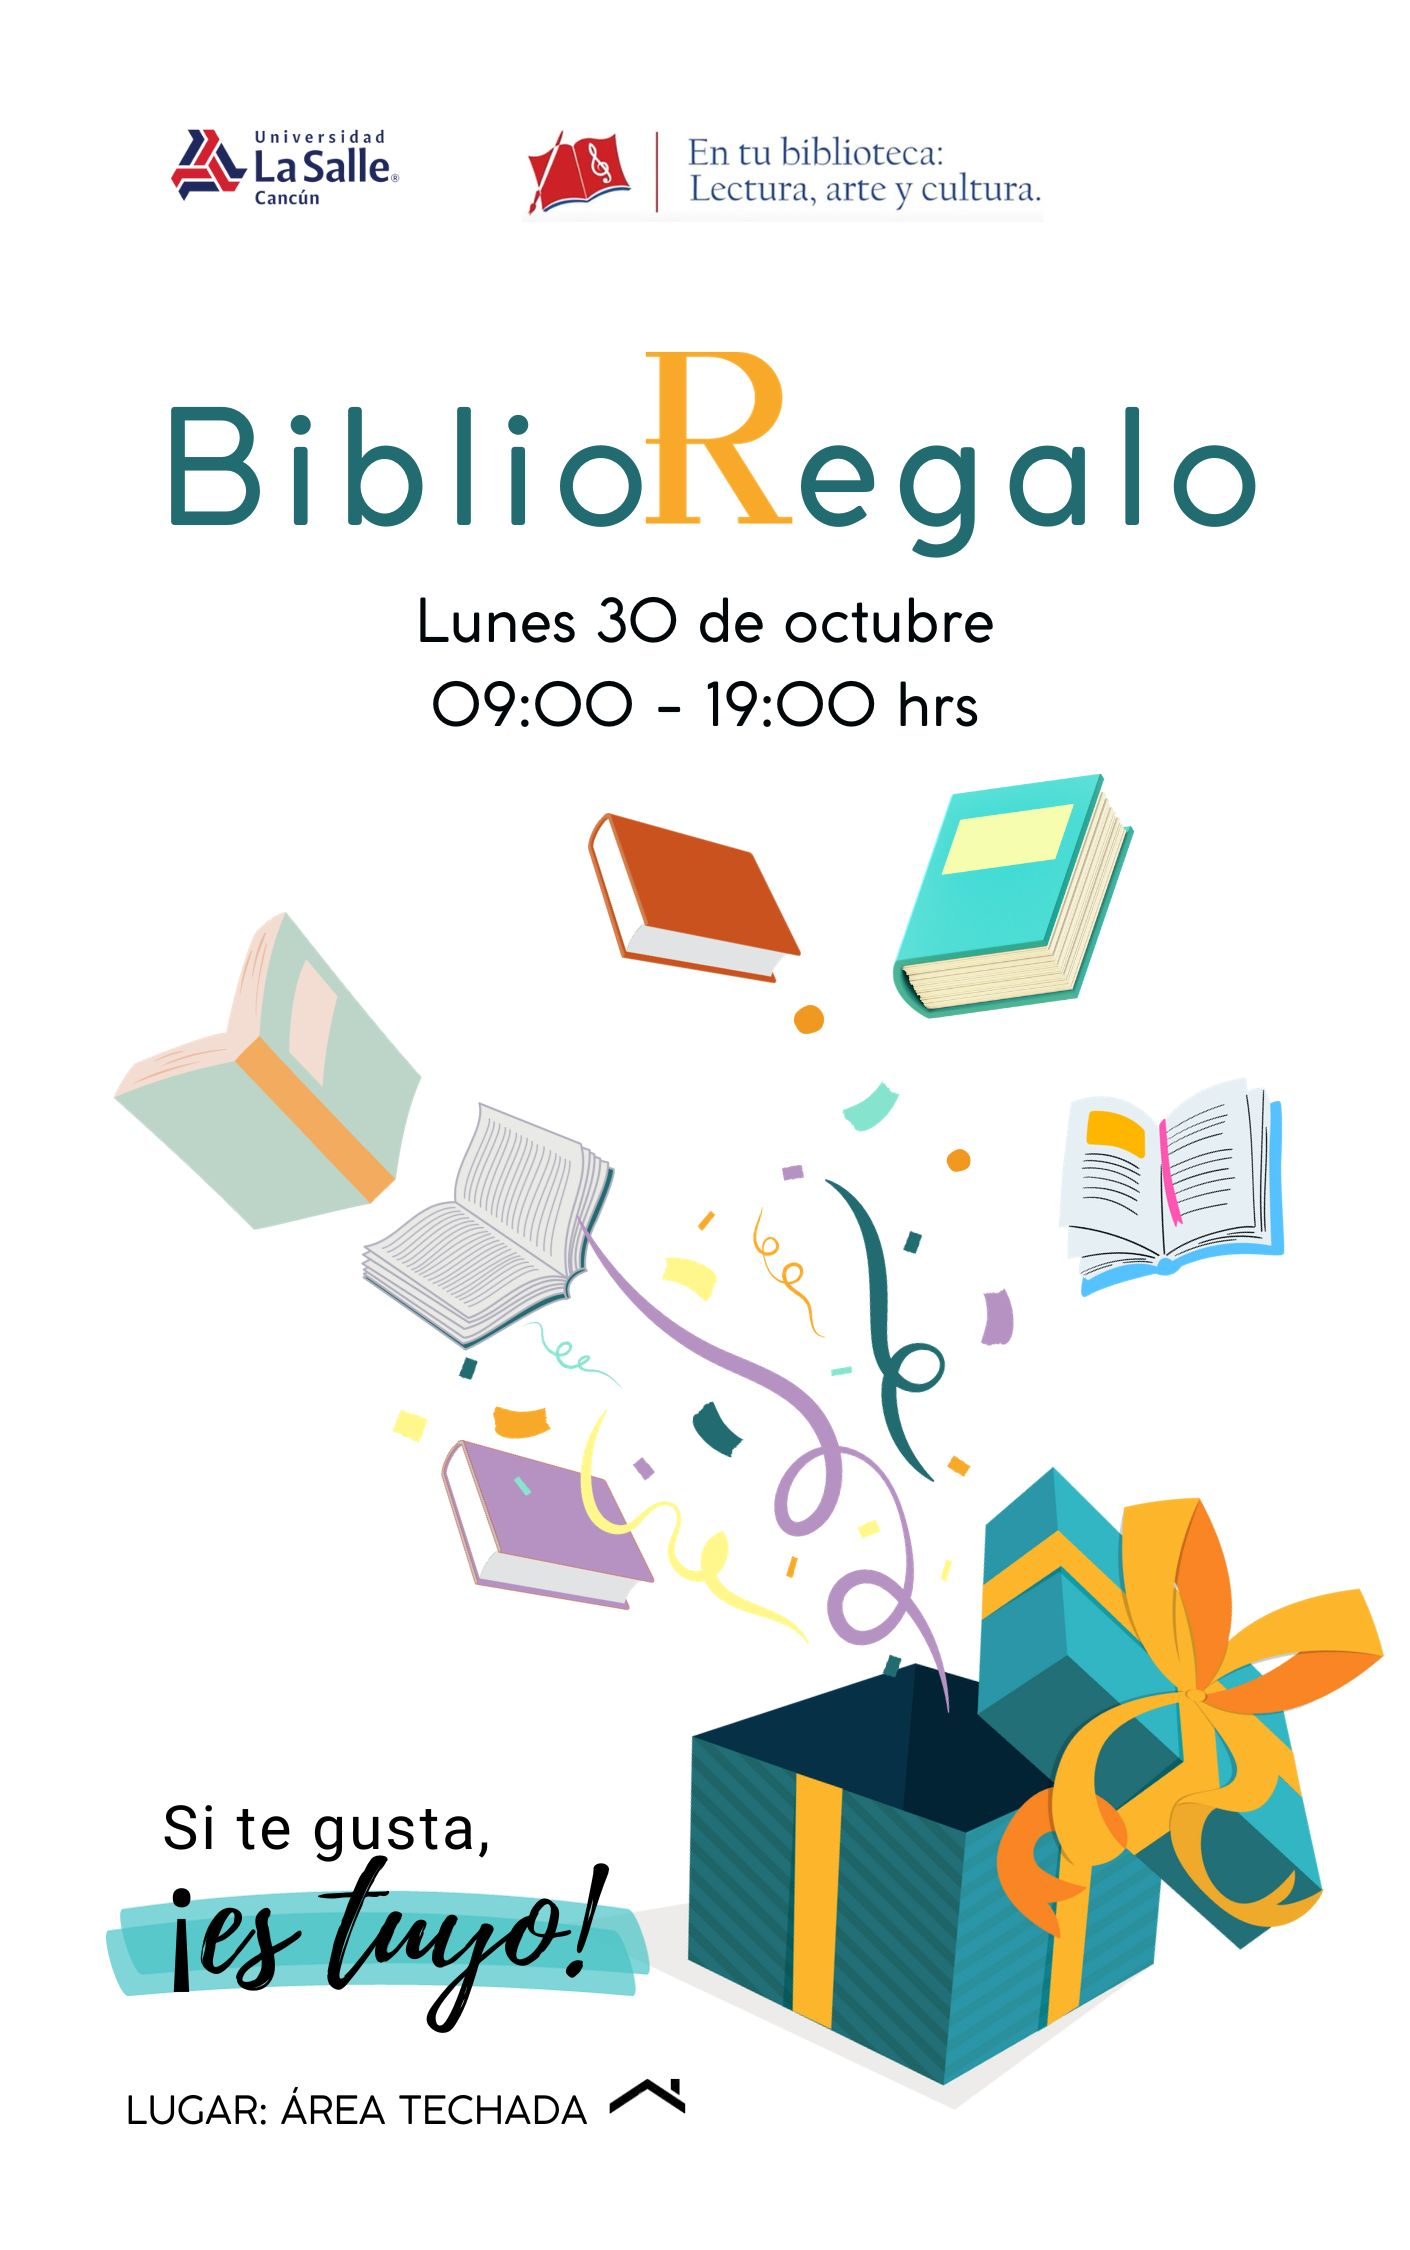 Universidad
La Salle®
Cancún
En tu biblioteca:
Lectura, arte y cultura.
BiblioRegalo
Lunes 30 de octubre
09:00 - 19:00 hrs
Si te gusta,
¡es tuyo!
LUGAR: ÁREA TECHADA